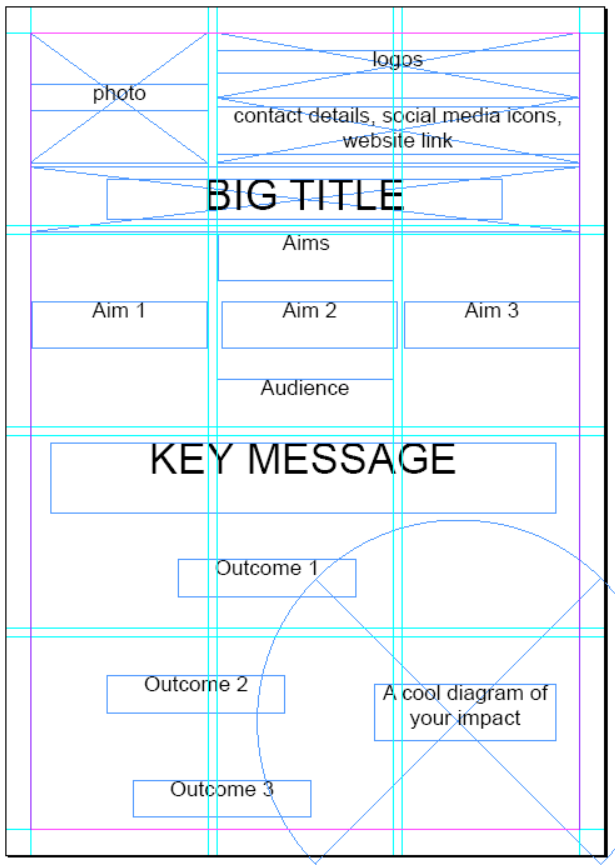 photo
logos
contact details, social media icons,
website link
BIG TITLE
Aims
Aim 1
Aim 2
Aim 3
Audience
KEY MESSAGE
Outcome 1
Outcome 2
A cool diagram of
your impact
Outcome 3